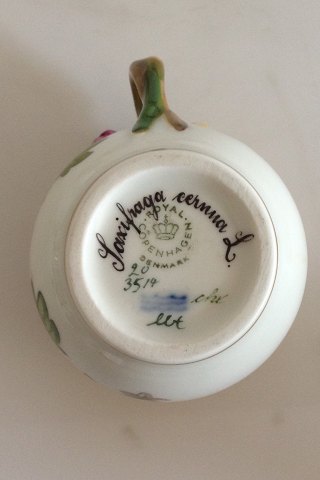 Saxifraga cernua L.
ROYAL
COPENHAGEN
DENMARK
20
3514